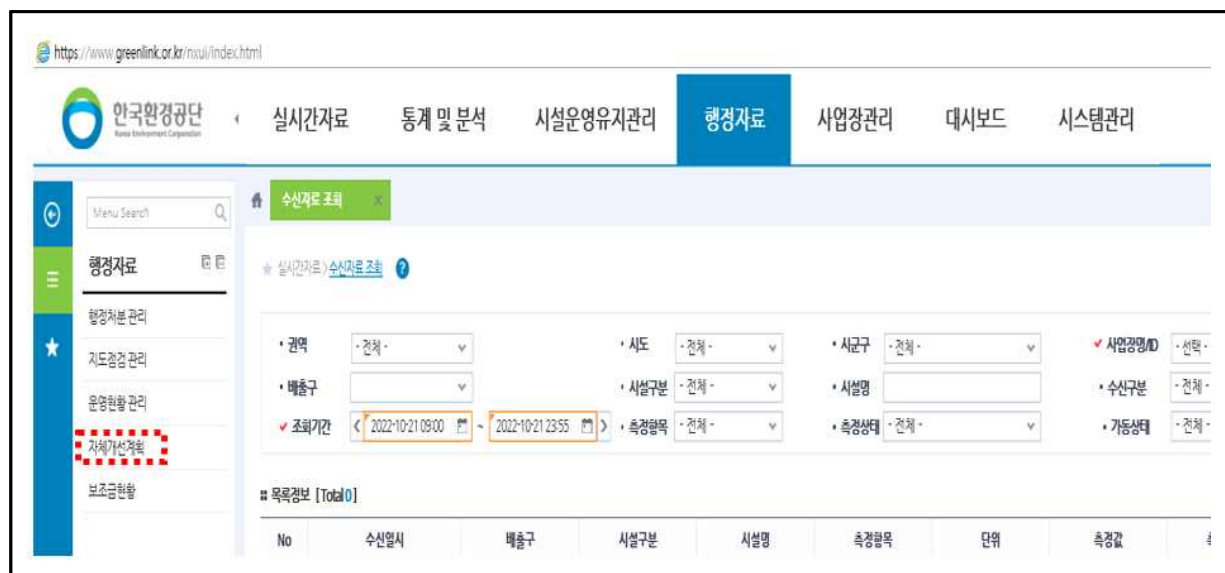 https://www.greenlink.or.kr/nxui/index.html
한국환경공단
Korea Environment Corporation
실시간자료 통계 및 분석 시설운영유지관리 행정자료 사업장관리 대시보드 시스템관리
Menu Search
수신자료 조회 x
행정자료
실시간자료 > 수신자료 조회 ?
행정처분 관리
지도점검 관리
운영현황 관리
자체개선계획
보조금현황
· 권역 - 전체 - · 시도 - 전체 - · 시군구 - 전체 - 사업장명/ID - 선택 -
· 배출구 · 시설구분 - 전체 - · 시설명 · 수신구분 - 전체 -
조회기간 2022-10-21 09:00 ~ 2022-10-21 23:55 · 측정항목 - 전체 - · 측정상태 - 전체 - · 가동상태 - 전체 -
목록정보 [Total 0]
No 수신일시 배출구 시설구분 시설명 측정항목 단위 측정값